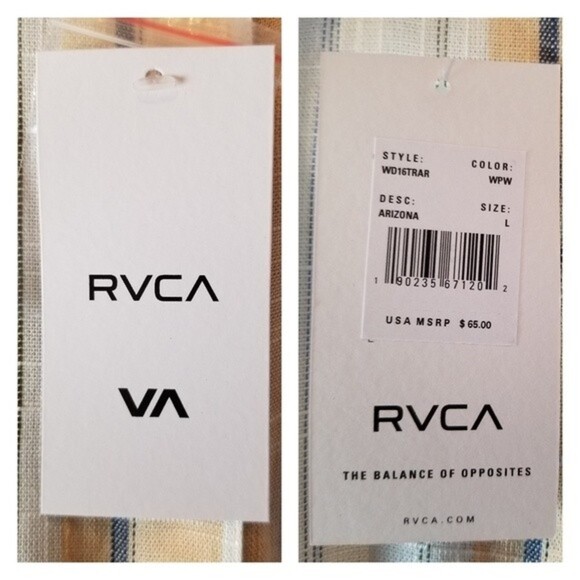 RVCA
VA
STYLE: COLOR:
WD16TRAR WPW
DESC: SIZE:
ARIZONA L
1 90235 67120 2
USA MSRP $ 65.00
RVCA
THE BALANCE OF OPPOSITES
RVCA.COM